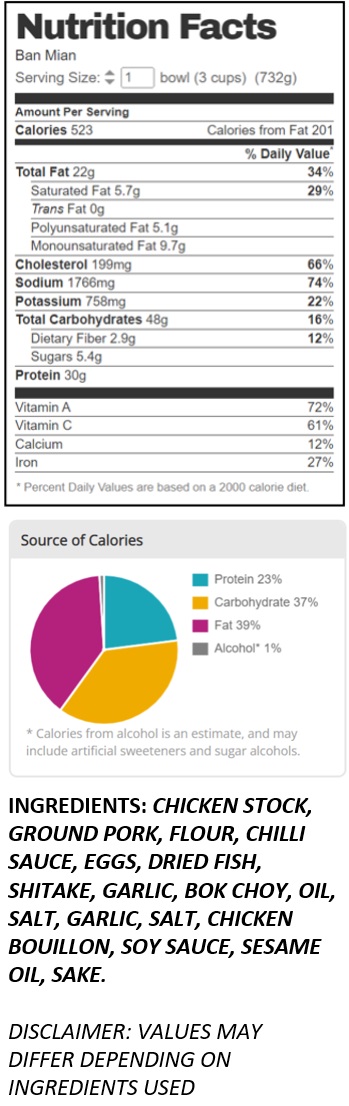 Nutrition Facts
Ban Mian
Serving Size: 1 bowl (3 cups) (732g)
Amount Per Serving
Calories 523 Calories from Fat 201
% Daily Value*
Total Fat 22g 34%
Saturated Fat 5.7g 29%
Trans Fat 0g
Polyunsaturated Fat 5.1g
Monounsaturated Fat 9.7g
Cholesterol 199mg 66%
Sodium 1766mg 74%
Potassium 758mg 22%
Total Carbohydrates 48g 16%
Dietary Fiber 2.9g 12%
Sugars 5.4g
Protein 30g
Vitamin A 72%
Vitamin C 61%
Calcium 12%
Iron 27%
* Percent Daily Values are based on a 2000 calorie diet.
Source of Calories
Protein 23%
Carbohydrate 37%
Fat 39%
Alcohol* 1%
* Calories from alcohol is an estimate, and may
include artificial sweeteners and sugar alcohols.
INGREDIENTS: CHICKEN STOCK,
GROUND PORK, FLOUR, CHILLI
SAUCE, EGGS, DRIED FISH,
SHITAKE, GARLIC, BOK CHOY, OIL,
SALT, GARLIC, SALT, CHICKEN
BOUILLON, SOY SAUCE, SESAME
OIL, SAKE.
DISCLAIMER: VALUES MAY
DIFFER DEPENDING ON
INGREDIENTS USED